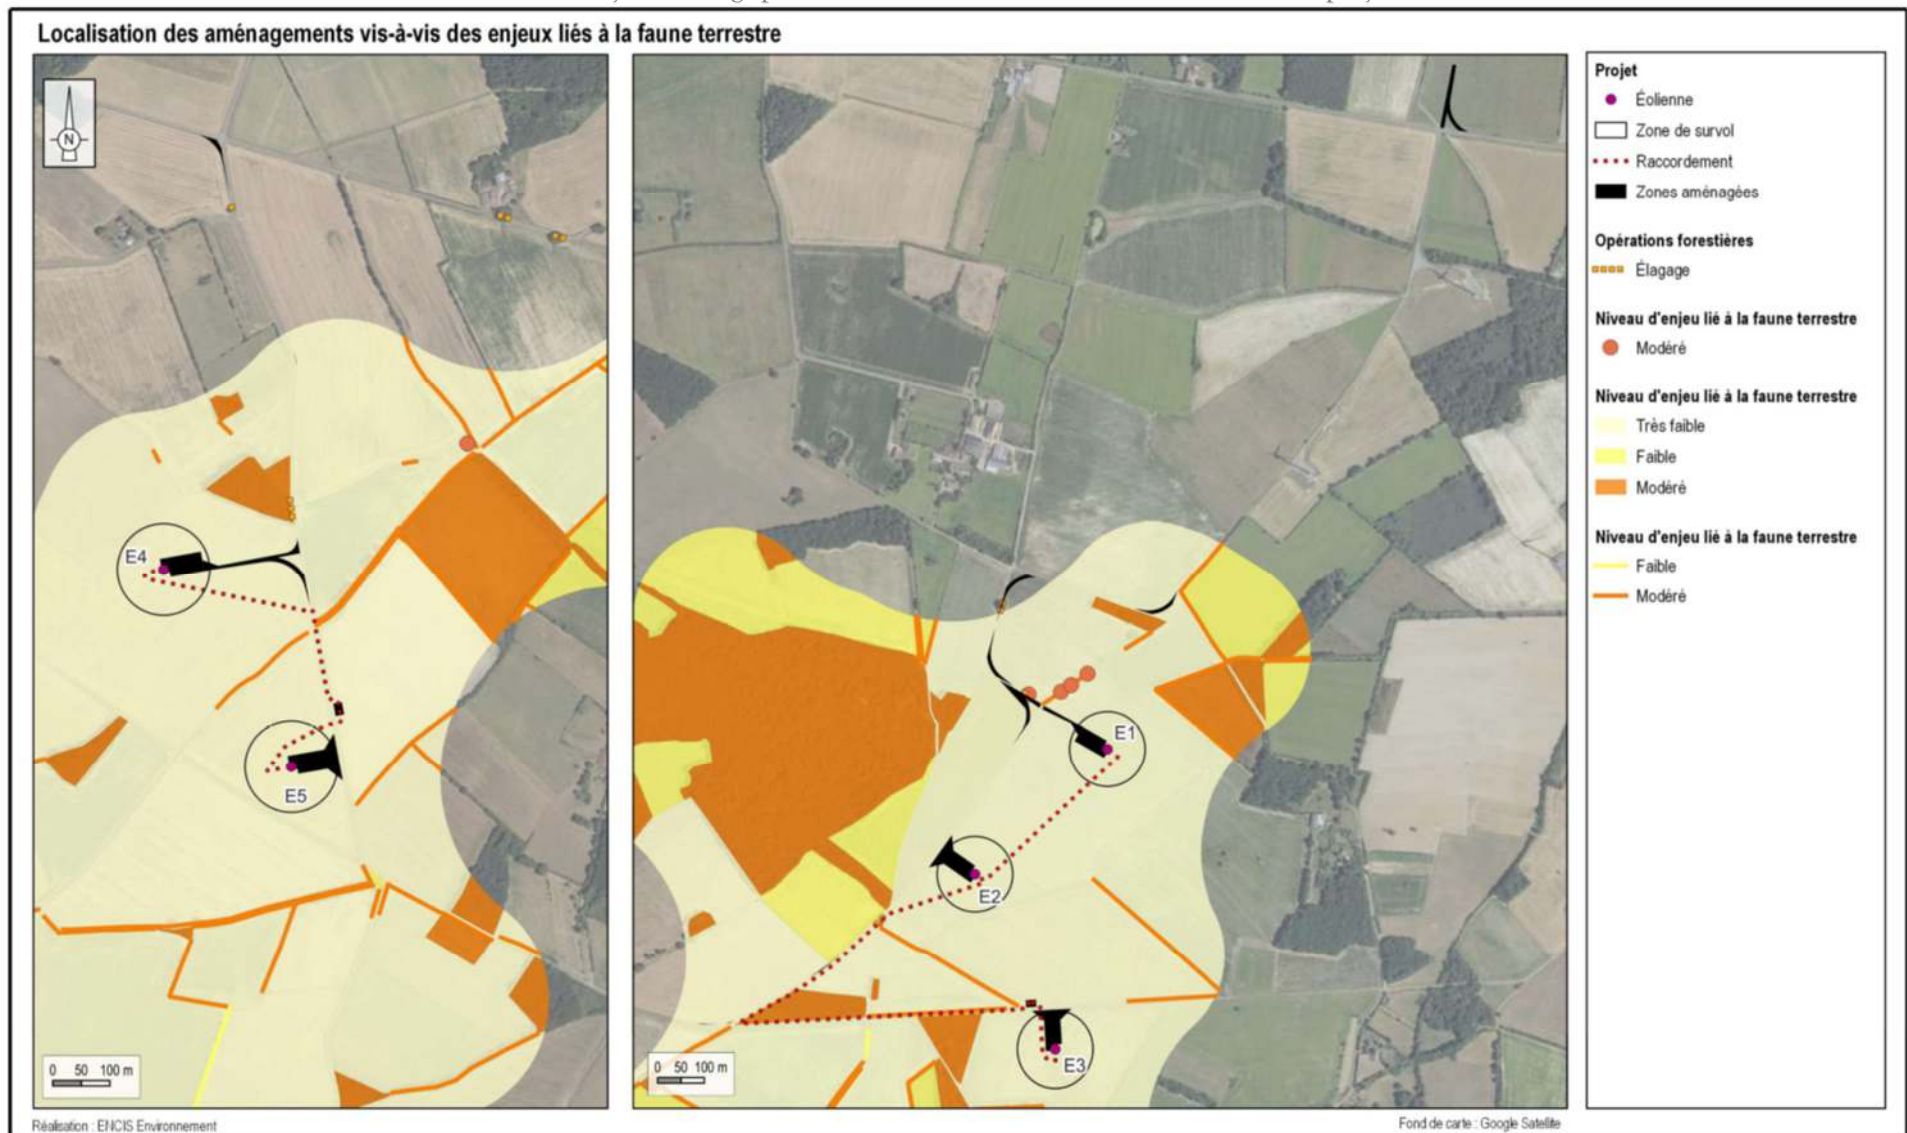 Localisation des aménagements vis-à-vis des enjeux liés à la faune terrestre
N
E4
E5
0 50 100 m
E1
E2
E3
0 50 100 m
Projet
Éolienne
Zone de survol
Raccordement
Zones aménagées
Opérations forestières
Élagage
Niveau d'enjeu lié à la faune terrestre
Modéré
Niveau d'enjeu lié à la faune terrestre
Très faible
Faible
Modéré
Niveau d'enjeu lié à la faune terrestre
Faible
Modéré
Réalisation : ENCIS Environnement
Fond de carte : Google Satellite